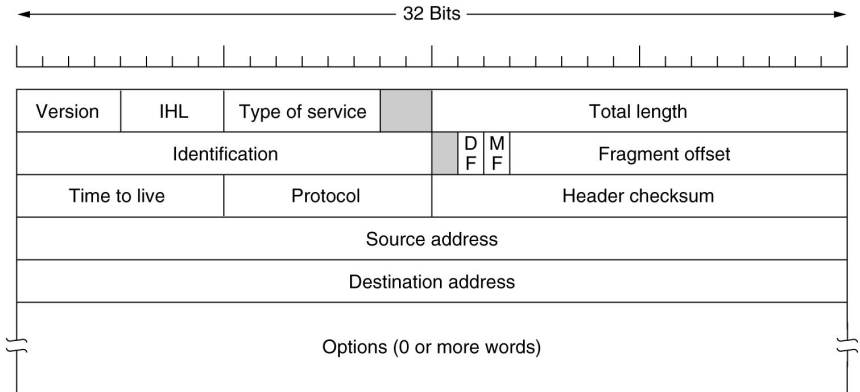 32 Bits
Version IHL Type of service Total length
Identification D F M F Fragment offset
Time to live Protocol Header checksum
Source address
Destination address
Options (0 or more words)